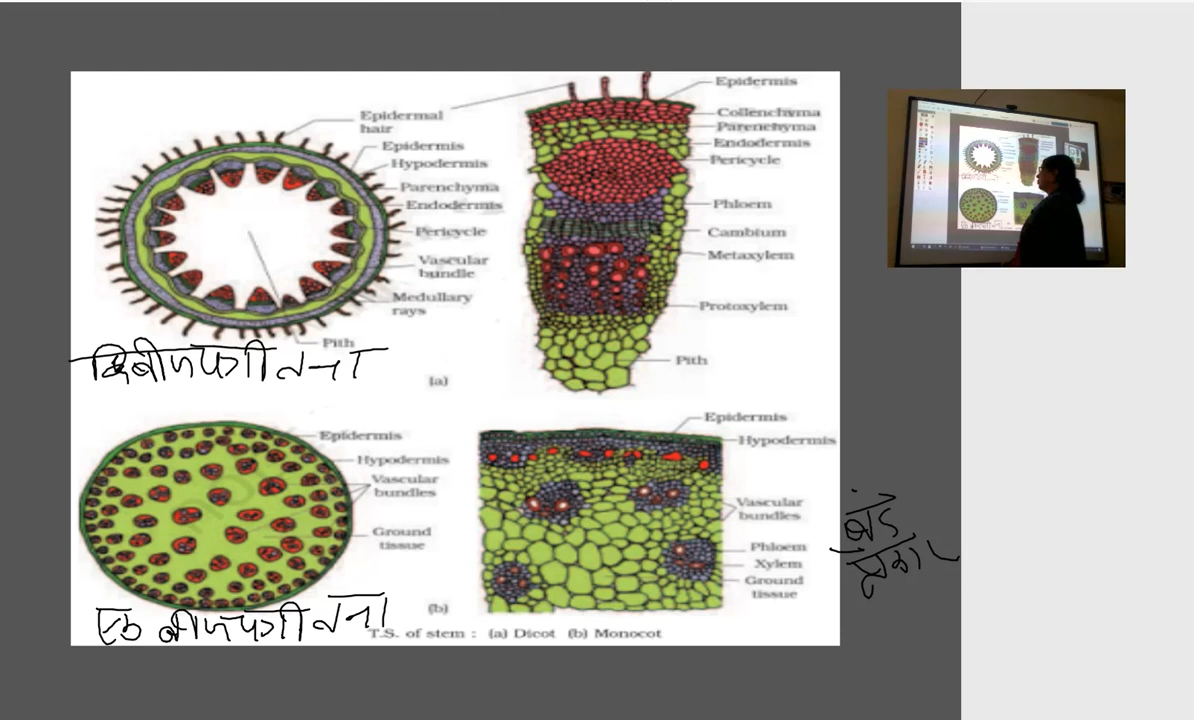 Epidermal
hair
Epidermis
Hypodermis
Parenchyma
Endodermis
Pericycle
Vascular
bundle
Medullary
rays
Pith
द्विबीजपत्री तना
(a)
Epidermis
Collenchyma
Parenchyma
Endodermis
Pericycle
Phloem
Cambium
Metaxylem
Protoxylem
Pith
Epidermis
Hypodermis
Vascular
bundles
Ground
tissue
एक बीजपत्री तना
(b)
Epidermis
Hypodermis
Vascular
bundles
Phloem
Xylem
Ground
tissue
T.S. of stem : (a) Dicot (b) Monocot